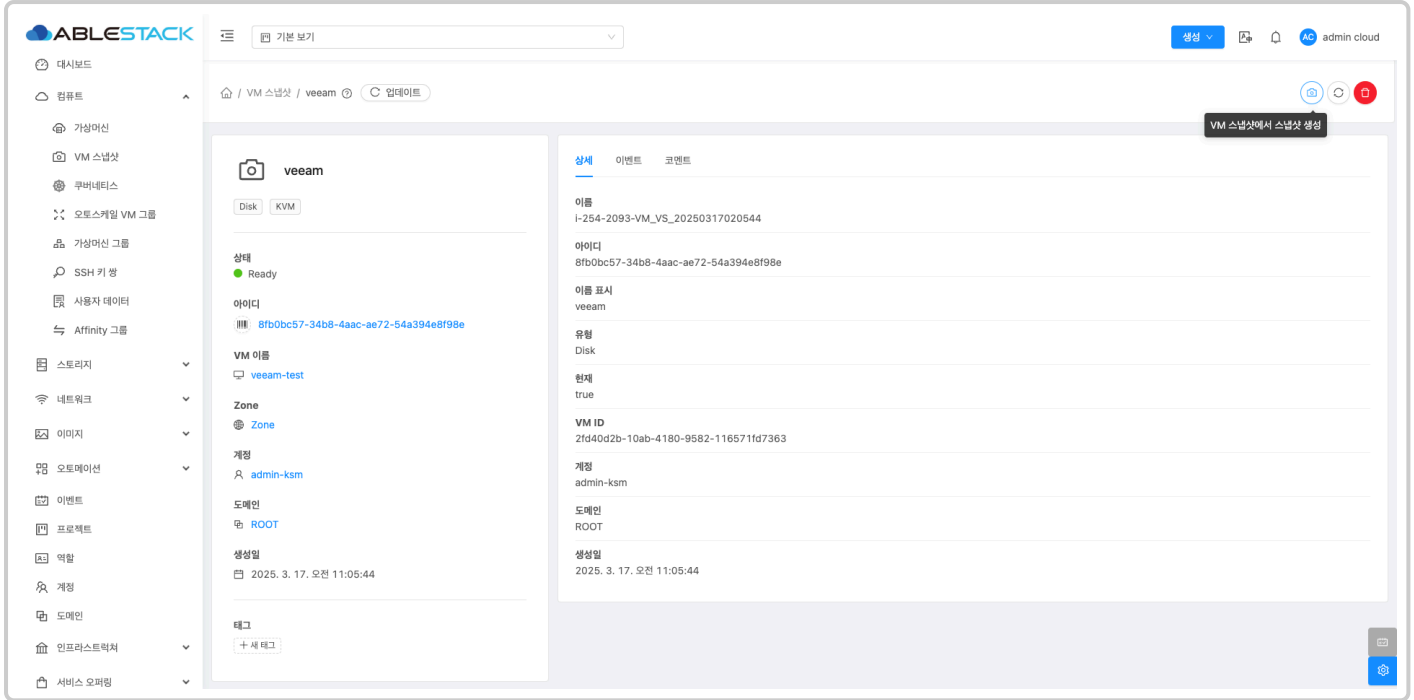 ABLESTACK
기본 보기
생성
AC
admin cloud
대시보드
컴퓨트
가상머신
VM 스냅샷
쿠버네티스
오토스케일 VM 그룹
가상머신 그룹
SSH 키 쌍
사용자 데이터
Affinity 그룹
스토리지
네트워크
이미지
오토메이션
이벤트
프로젝트
역할
계정
도메인
인프라스트럭쳐
서비스 오퍼링
/ VM 스냅샷 / veeam
업데이트
VM 스냅샷에서 스냅샷 생성
veeam
Disk
KVM
상태
Ready
아이디
8fb0bc57-34b8-4aac-ae72-54a394e8f98e
VM 이름
veeam-test
Zone
Zone
계정
admin-ksm
도메인
ROOT
생성일
2025. 3. 17. 오전 11:05:44
태그
+ 새 태그
상세
이벤트
코멘트
이름
i-254-2093-VM_VS_20250317020544
아이디
8fb0bc57-34b8-4aac-ae72-54a394e8f98e
이름 표시
veeam
유형
Disk
현재
true
VM ID
2fd40d2b-10ab-4180-9582-116571fd7363
계정
admin-ksm
도메인
ROOT
생성일
2025. 3. 17. 오전 11:05:44